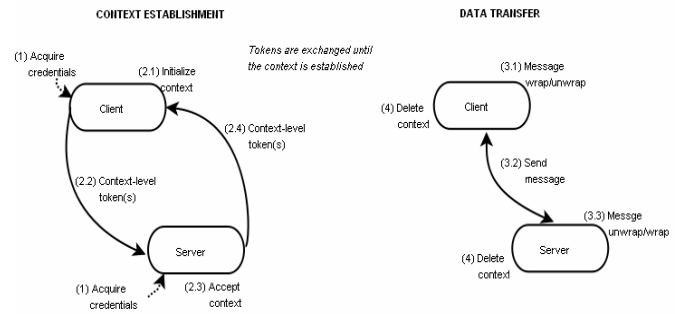 CONTEXT ESTABLISHMENT
(1) Acquire
credentials
(2.1) Initialize
context
Client
Tokens are exchanged until
the context is established
(2.4) Context-level
token(s)
(2.2) Context-level
token(s)
Server
(1) Acquire
credentials
(2.3) Accept
context
DATA TRANSFER
(3.1) Message
wrap/unwrap
Client
(4) Delete
context
(3.2) Send
message
(3.3) Messge
unwrap/wrap
Server
(4) Delete
context